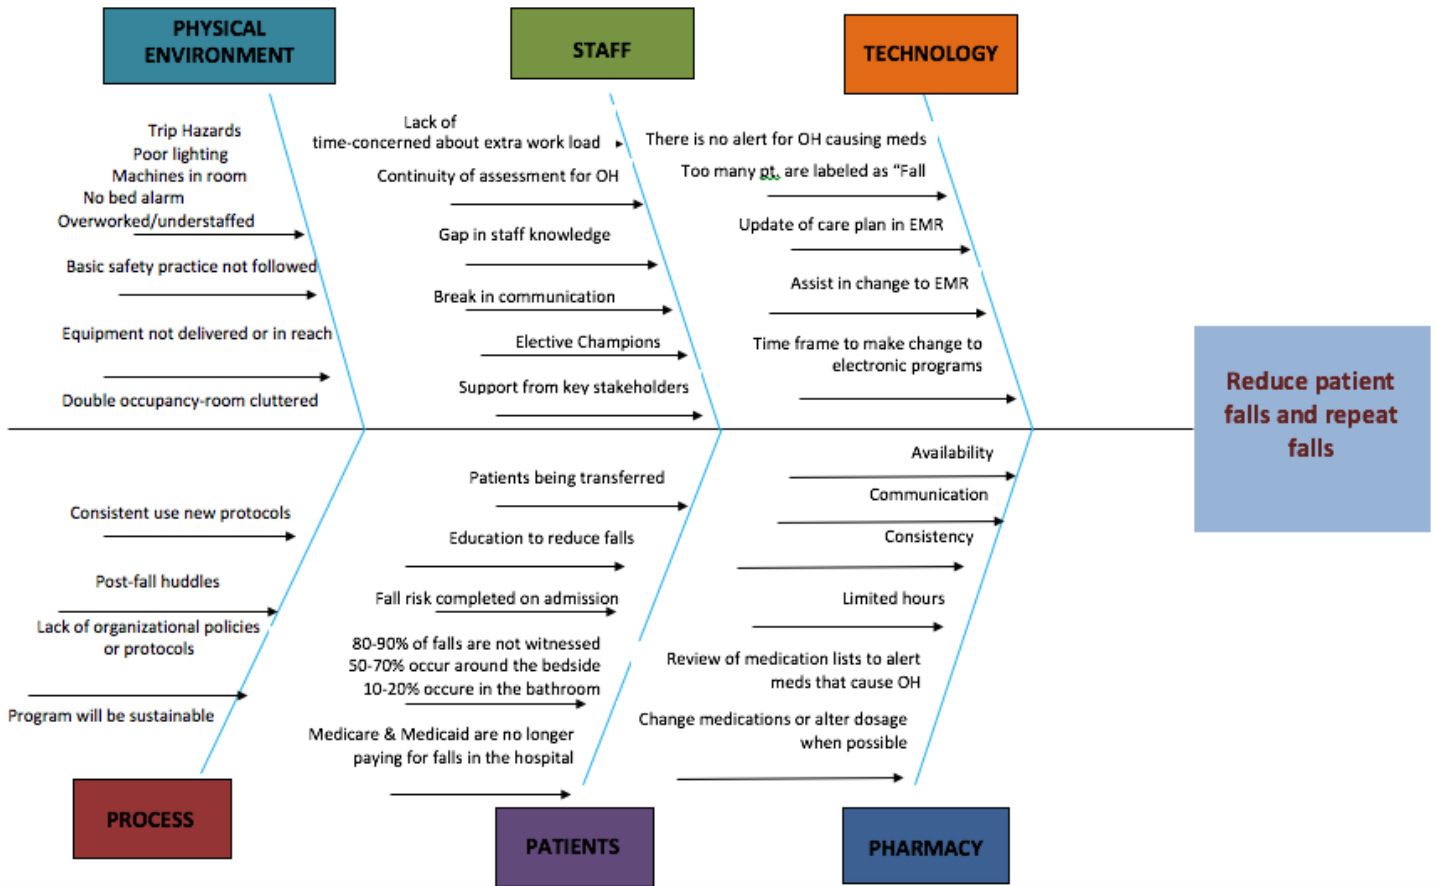 PHYSICAL
ENVIRONMENT
STAFF
TECHNOLOGY
Trip Hazards
Poor lighting
Machines in room
No bed alarm
Overworked/understaffed
Basic safety practice not followed
Equipment not delivered or in reach
Double occupancy-room cluttered
Lack of
time-concerned about extra work load
Continuity of assessment for OH
Gap in staff knowledge
Break in communication
Elective Champions
Support from key stakeholders
There is no alert for OH causing meds
Too many pt. are labeled as “Fall
Update of care plan in EMR
Assist in change to EMR
Time frame to make change to
electronic programs
Reduce patient
falls and repeat
falls
Consistent use new protocols
Post-fall huddles
Lack of organizational policies
or protocols
Program will be sustainable
Patients being transferred
Education to reduce falls
Fall risk completed on admission
80-90% of falls are not witnessed
50-70% occur around the bedside
10-20% occure in the bathroom
Medicare & Medicaid are no longer
paying for falls in the hospital
Availability
Communication
Consistency
Limited hours
Review of medication lists to alert
meds that cause OH
Change medications or alter dosage
when possible
PROCESS
PATIENTS
PHARMACY